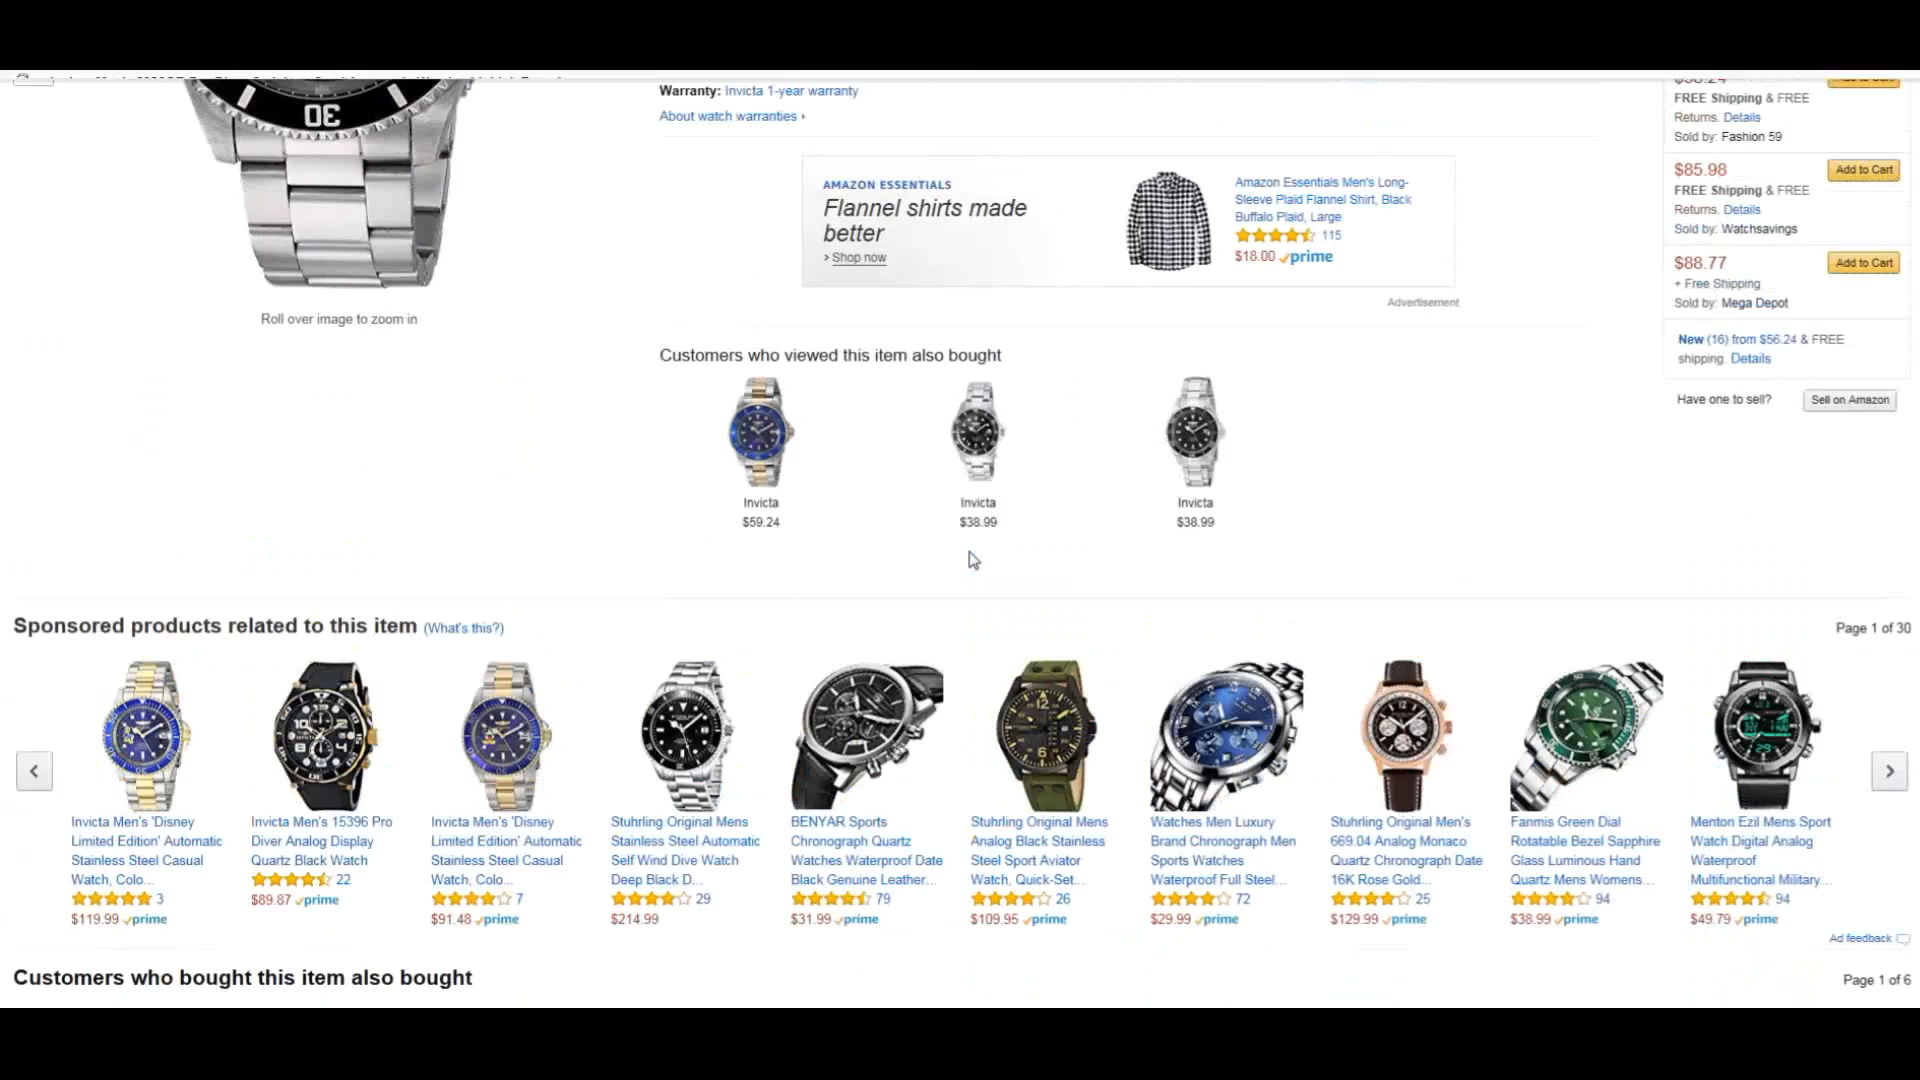 30
Roll over image to zoom in
Warranty: Invicta 1-year warranty
About watch warranties ›
AMAZON ESSENTIALS
Flannel shirts made
better
› Shop now
Amazon Essentials Men's Long-
Sleeve Plaid Flannel Shirt, Black
Buffalo Plaid, Large
115
$18.00 prime
Advertisement
FREE Shipping & FREE
Returns. Details
Sold by: Fashion 59
$85.98
Add to Cart
FREE Shipping & FREE
Returns. Details
Sold by: Watchsavings
$88.77
Add to Cart
+ Free Shipping
Sold by: Mega Depot
New (16) from $56.24 & FREE
shipping. Details
Have one to sell?
Sell on Amazon
Customers who viewed this item also bought
Invicta
$59.24
Invicta
$38.99
Invicta
$38.99
Sponsored products related to this item (What's this?)
Page 1 of 30
Invicta Men's 'Disney
Limited Edition' Automatic
Stainless Steel Casual
Watch, Colo...
3
$119.99 prime
Invicta Men's 15396 Pro
Diver Analog Display
Quartz Black Watch
22
$89.87 prime
Invicta Men's 'Disney
Limited Edition' Automatic
Stainless Steel Casual
Watch, Colo...
7
$91.48 prime
Stuhrling Original Mens
Stainless Steel Automatic
Self Wind Dive Watch
Deep Black D...
29
$214.99
BENYAR Sports
Chronograph Quartz
Watches Waterproof Date
Black Genuine Leather...
79
$31.99 prime
Stuhrling Original Mens
Analog Black Stainless
Steel Sport Aviator
Watch, Quick-Set...
26
$109.95 prime
Watches Men Luxury
Brand Chronograph Men
Sports Watches
Waterproof Full Steel...
72
$29.99 prime
Stuhrling Original Men's
669.04 Analog Monaco
Quartz Chronograph Date
16K Rose Gold...
25
$129.99 prime
Fanmis Green Dial
Rotatable Bezel Sapphire
Glass Luminous Hand
Quartz Mens Womens...
94
$38.99 prime
Menton Ezil Mens Sport
Watch Digital Analog
Waterproof
Multifunctional Military...
94
$49.79 prime
Ad feedback
Customers who bought this item also bought
Page 1 of 6